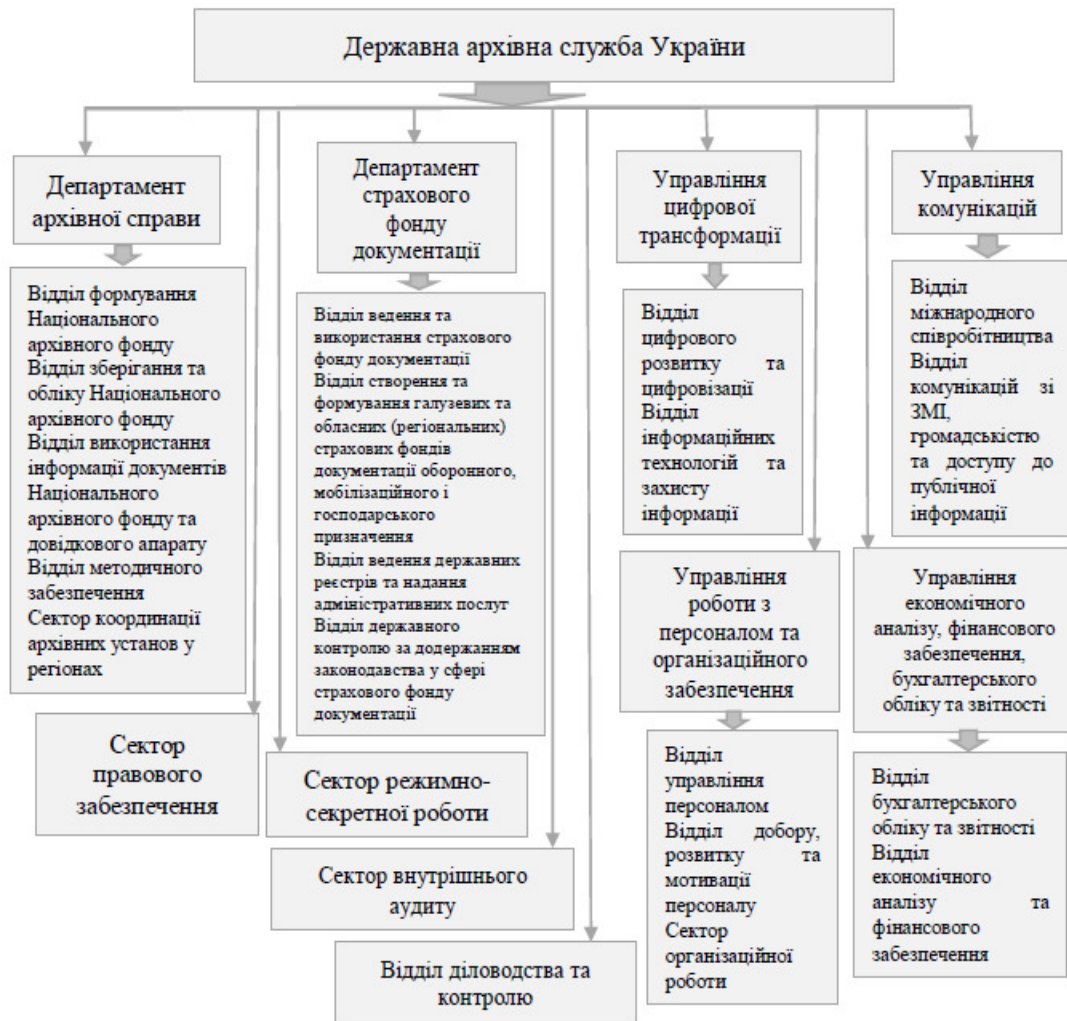 Державна архівна служба України
Департамент
архівної справи
Відділ формування
Національного
архівного фонду
Відділ зберігання та
обліку Національного
архівного фонду
Відділ використання
інформації документів
Національного
архівного фонду та
довідкового апарату
Відділ методичного
забезпечення
Сектор координації
архівних установ у
регіонах
Департамент
страхового
фонду
документації
Відділ ведення та
використання страхового
фонду документації
Відділ створення та
формування галузевих та
обласних (регіональних)
страхових фондів
документації оборонного,
мобілізаційного і
господарського
призначення
Відділ ведення державних
реєстрів та надання
адміністративних послуг
Відділ державного
контролю за додержанням
законодавства у сфері
страхового фонду
документації
Управління
цифрової
трансформації
Відділ
цифрового
розвитку та
цифровізації
Відділ
інформаційних
технологій та
захисту
інформації
Управління
комунікацій
Відділ
міжнародного
співробітництва
Відділ
комунікацій зі
ЗМІ,
громадськістю
та доступу до
публічної
інформації
Управління
роботи з
персоналом та
організаційного
забезпечення
Відділ
управління
персоналом
Відділ добору,
розвитку та
мотивації
персоналу
Сектор
організаційної
роботи
Управління
економічного
аналізу, фінансового
забезпечення,
бухгалтерського
обліку та звітності
Відділ
бухгалтерського
обліку та звітності
Відділ
економічного
аналізу та
фінансового
забезпечення
Сектор
правового
забезпечення
Сектор режимно-
секретної роботи
Сектор внутрішнього
аудиту
Відділ діловодства та
контролю